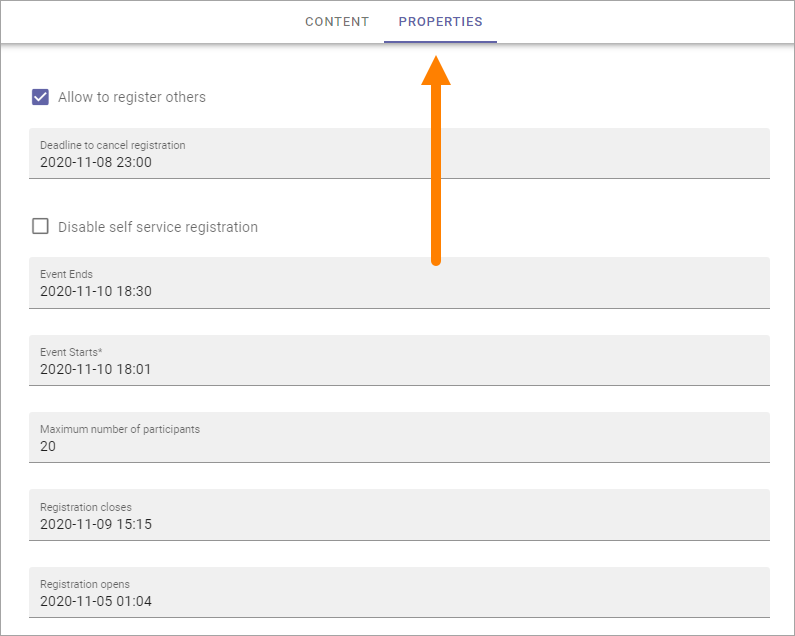 CONTENT PROPERTIES
Allow to register others
Deadline to cancel registration
2020-11-08 23:00
Disable self service registration
Event Ends
2020-11-10 18:30
Event Starts*
2020-11-10 18:01
Maximum number of participants
20
Registration closes
2020-11-09 15:15
Registration opens
2020-11-05 01:04